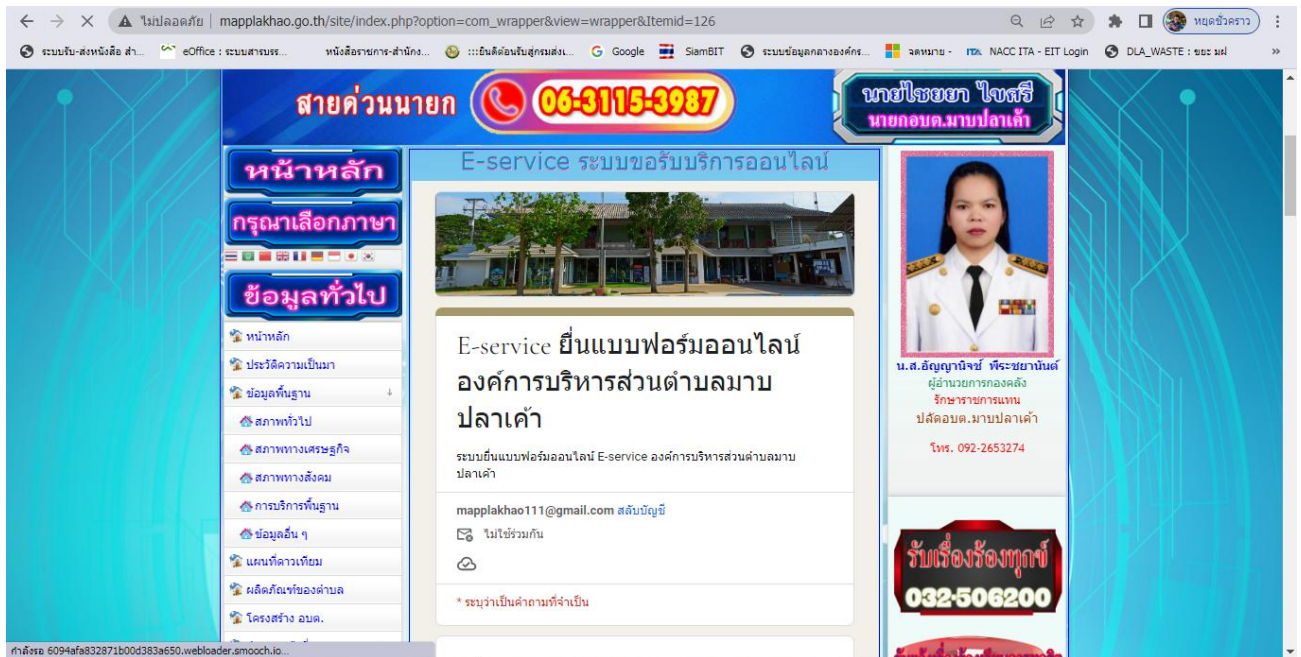 ไม่ปลอดภัย | mapplakhao.go.th/site/index.php?option=com_wrapper&view=wrapper&Itemid=126
หยุดชั่วคราว
ระบบรับ-ส่งหนังสือ สำ...
eOffice : ระบบสารบรร...
หนังสือราชการ-สำนักง...
:::ยินดีต้อนรับสู่กรมส่งเ...
Google
SiamBIT
ระบบข้อมูลกลางองค์กร...
จดหมาย -
NACC ITA - EIT Login
DLA_WASTE : ขยะ มฝ
»
สายด่วนนายก
06-3115-3987
นายไชยยา ไขศรี
นายกอบต.มาบปลาเค้า
หน้าหลัก
กรุณาเลือกภาษา
ข้อมูลทั่วไป
หน้าหลัก
ประวัติความเป็นมา
ข้อมูลพื้นฐาน
สภาพทั่วไป
สภาพทางเศรษฐกิจ
สภาพทางสังคม
การบริการพื้นฐาน
ข้อมูลอื่น ๆ
แผนที่ดาวเทียม
ผลิตภัณฑ์ของตำบล
โครงสร้าง อบต.
E-service ระบบขอรับบริการออนไลน์
E-service ยื่นแบบฟอร์มออนไลน์
องค์การบริหารส่วนตำบลมาบ
ปลาเค้า
ระบบยื่นแบบฟอร์มออนไลน์ E-service องค์การบริหารส่วนตำบลมาบ
ปลาเค้า
mapplakhao111@gmail.com สลับบัญชี
ไม่ใช้ร่วมกัน
* ระบุว่าเป็นคำถามที่จำเป็น
น.ส.อัญญานิจช์ พีระชยานันต์
ผู้อำนวยการกองคลัง
รักษาราชการแทน
ปลัดอบต.มาบปลาเค้า
โทร. 092-2653274
รับเรื่องร้องทุกข์
032-506200
กำลังรอ 6094afa832871b00d383a650.webloader.smooch.io...